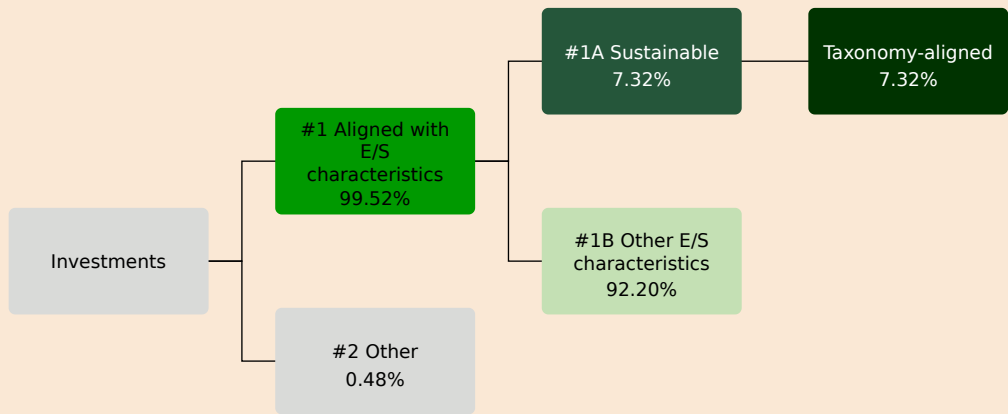 Investments
#1 Aligned with
E/S
characteristics
99.52%
#2 Other
0.48%
#1A Sustainable
7.32%
#1B Other E/S
characteristics
92.20%
Taxonomy-aligned
7.32%